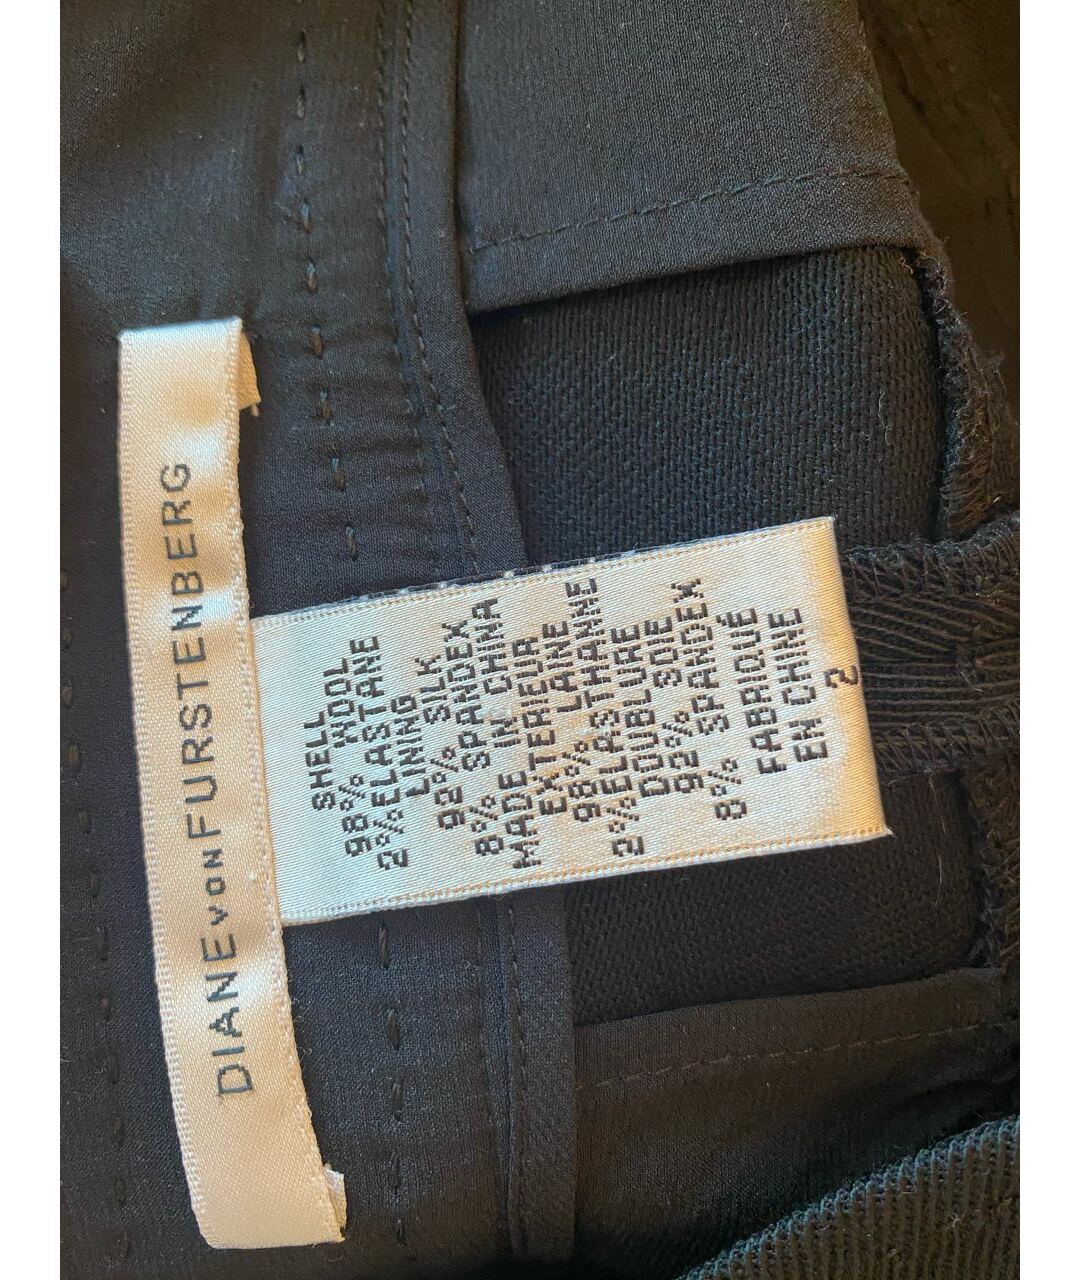 DIANE VON FURSTENBERG
SHELL
98% WOOL
2% ELASTANE
LINING
92% SILK
8% SPANDEX
MADE IN CHINA
EXTERIEUR
98% LAINE
2% ELASTHANNE
DOUBLURE
92% SOIE
8% SPANDEX
FABRIQUÉ
EN CHINE
2